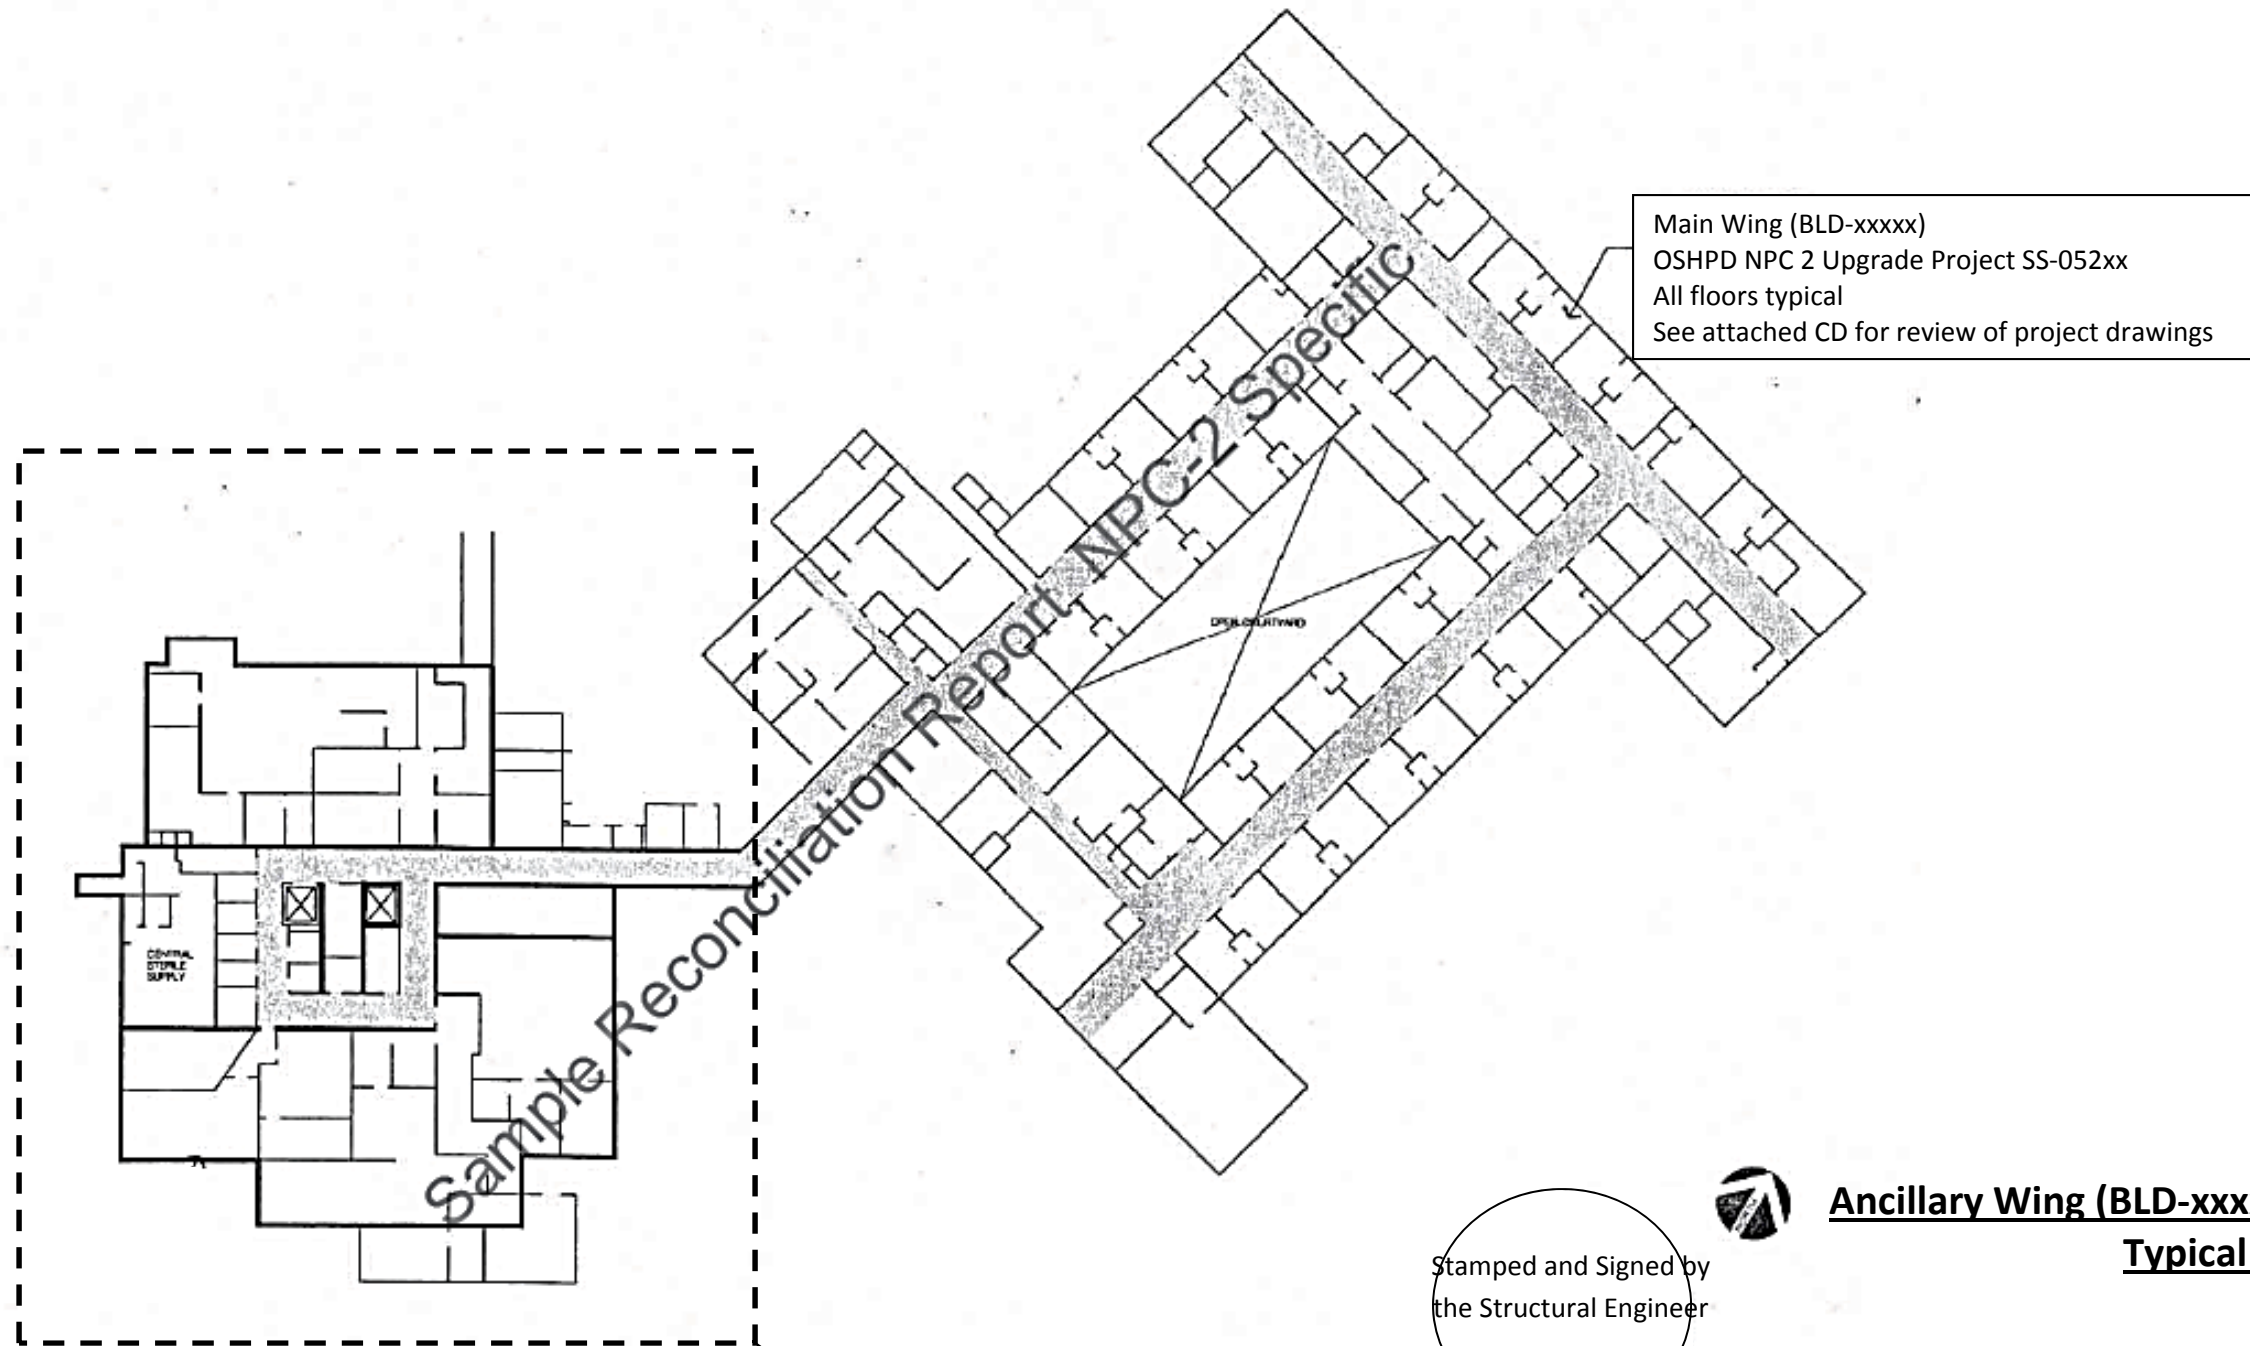 Main Wing (BLD-xxxxx)
OSHPD NPC 2 Upgrade Project SS-052xx
All floors typical
See attached CD for review of project drawings
Sample Reconciliation Report NPC-2 Specific
OPEN COURTYARD
CENTRAL
STERILE
SUPPLY
Ancillary Wing (BLD-xxx
Typical
Stamped and Signed by
the Structural Engineer